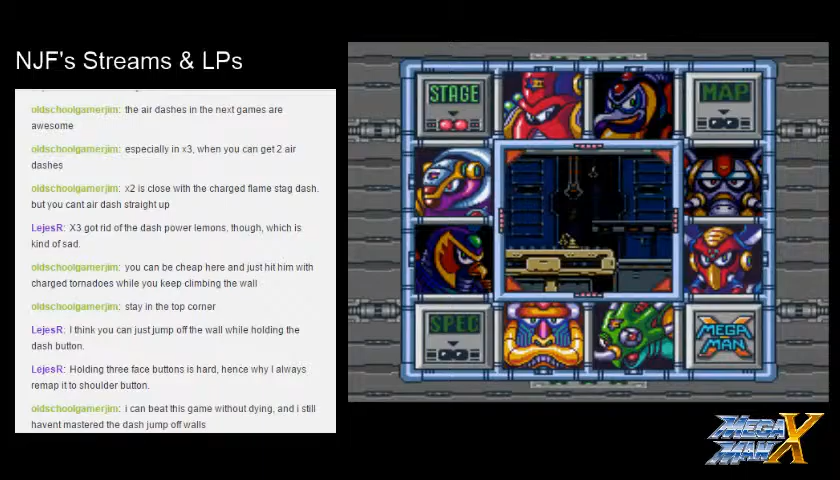 NJF's Streams & LPs
oldschoolgamerjim: the air dashes in the next games are
awesome
oldschoolgamerjim: especially in x3, when you can get 2 air
dashes
oldschoolgamerjim: x2 is close with the charged flame stag dash.
but you cant air dash straight up
LejesR: X3 got rid of the dash power lemons, though, which is
kind of sad.
oldschoolgamerjim: you can be cheap here and just hit him with
charged tornadoes while you keep climbing the wall
oldschoolgamerjim: stay in the top corner
LejesR: I think you can just jump off the wall while holding the
dash button.
LejesR: Holding three face buttons is hard, hence why I always
remap it to shoulder button.
oldschoolgamerjim: i can beat this game without dying, and i still
havent mastered the dash jump off walls
STAGE
MAP
SPEC
X
MEGA
MAN
MEGA
MAN X